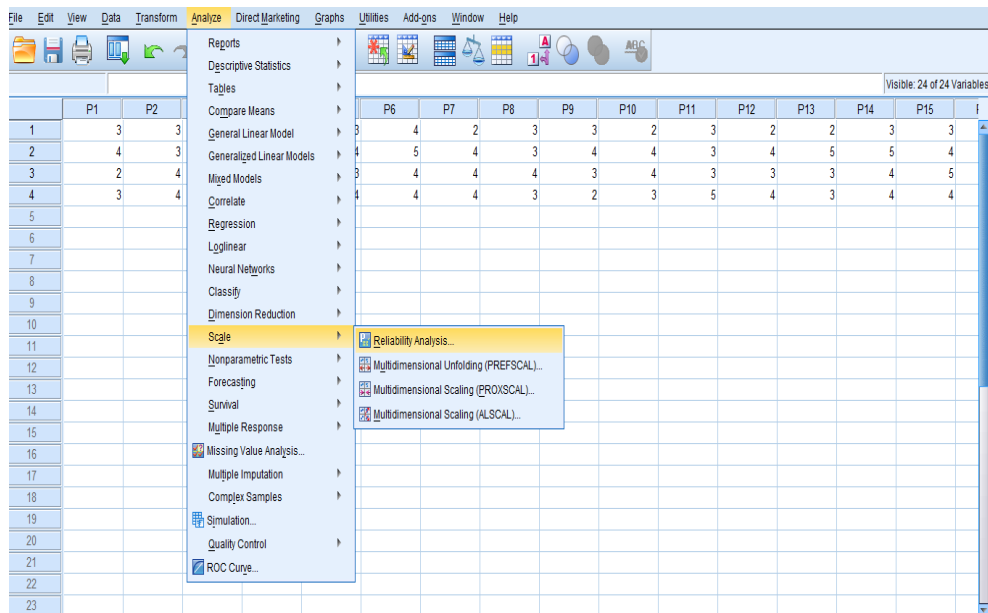 File Edit View Data Transform Analyze Direct Marketing Graphs Utilities Add-ons Window Help
A
14
ABC
Visible: 24 of 24 Variables
P1 P2 P6 P7 P8 P9 P10 P11 P12 P13 P14 P15
1 3 3 3 4 2 3 3 2 3 2 2 3 3
2 4 3 4 5 4 3 4 4 3 4 5 5 4
3 2 4 3 4 4 4 3 4 3 3 3 4 5
4 3 4 4 4 4 3 2 3 5 4 3 4 4
5
6
7
8
9
10
11
12
13
14
15
16
17
18
19
20
21
22
23
Reports
Descriptive Statistics
Tables
Compare Means
General Linear Model
Generalized Linear Models
Mixed Models
Correlate
Regression
Loglinear
Neural Networks
Classify
Dimension Reduction
Scale
Nonparametric Tests
Forecasting
Survival
Multiple Response
Missing Value Analysis...
Multiple Imputation
Complex Samples
Simulation...
Quality Control
ROC Curve...
Reliability Analysis...
Multidimensional Unfolding (PREFSCAL)...
Multidimensional Scaling (PROXSCAL)...
Multidimensional Scaling (ALSCAL)...